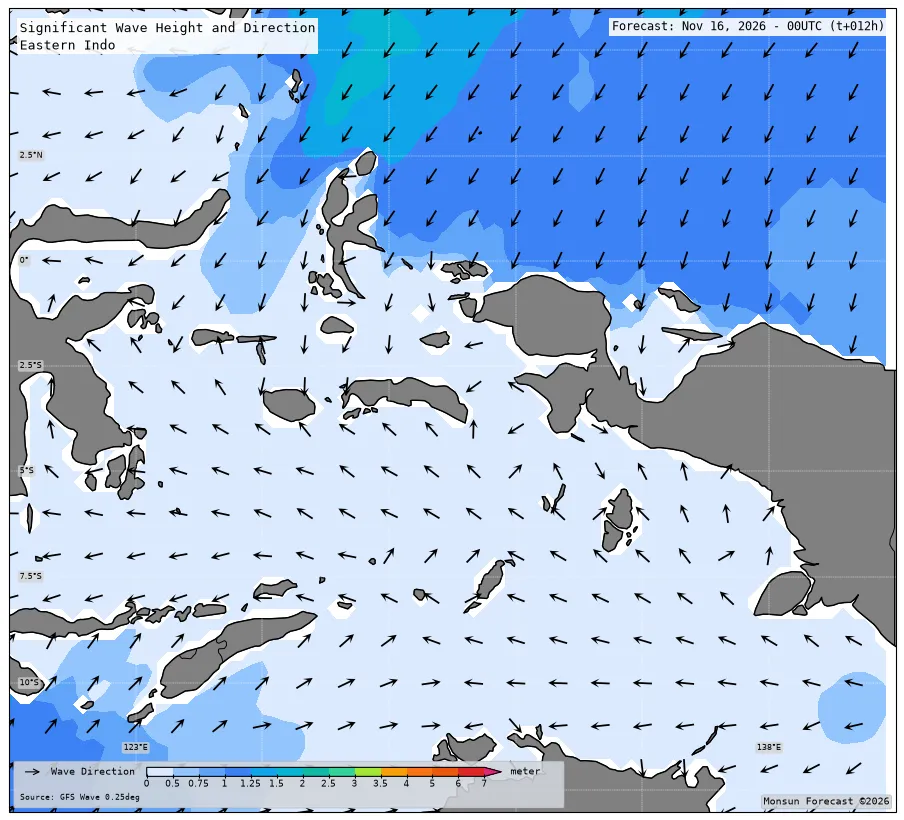 Significant Wave Height and Direction
Eastern Indo
Forecast: Nov 16, 2026 - 00UTC (t+012h)
2.5°N
0°
2.5°S
5°S
7.5°S
10°S
123°E
138°E
Wave Direction
meter
0 0.5 0.75 1 1.25 1.5 2 2.5 3 3.5 4 5 6 7
Source: GFS Wave 0.25deg
Monsun Forecast ©2026